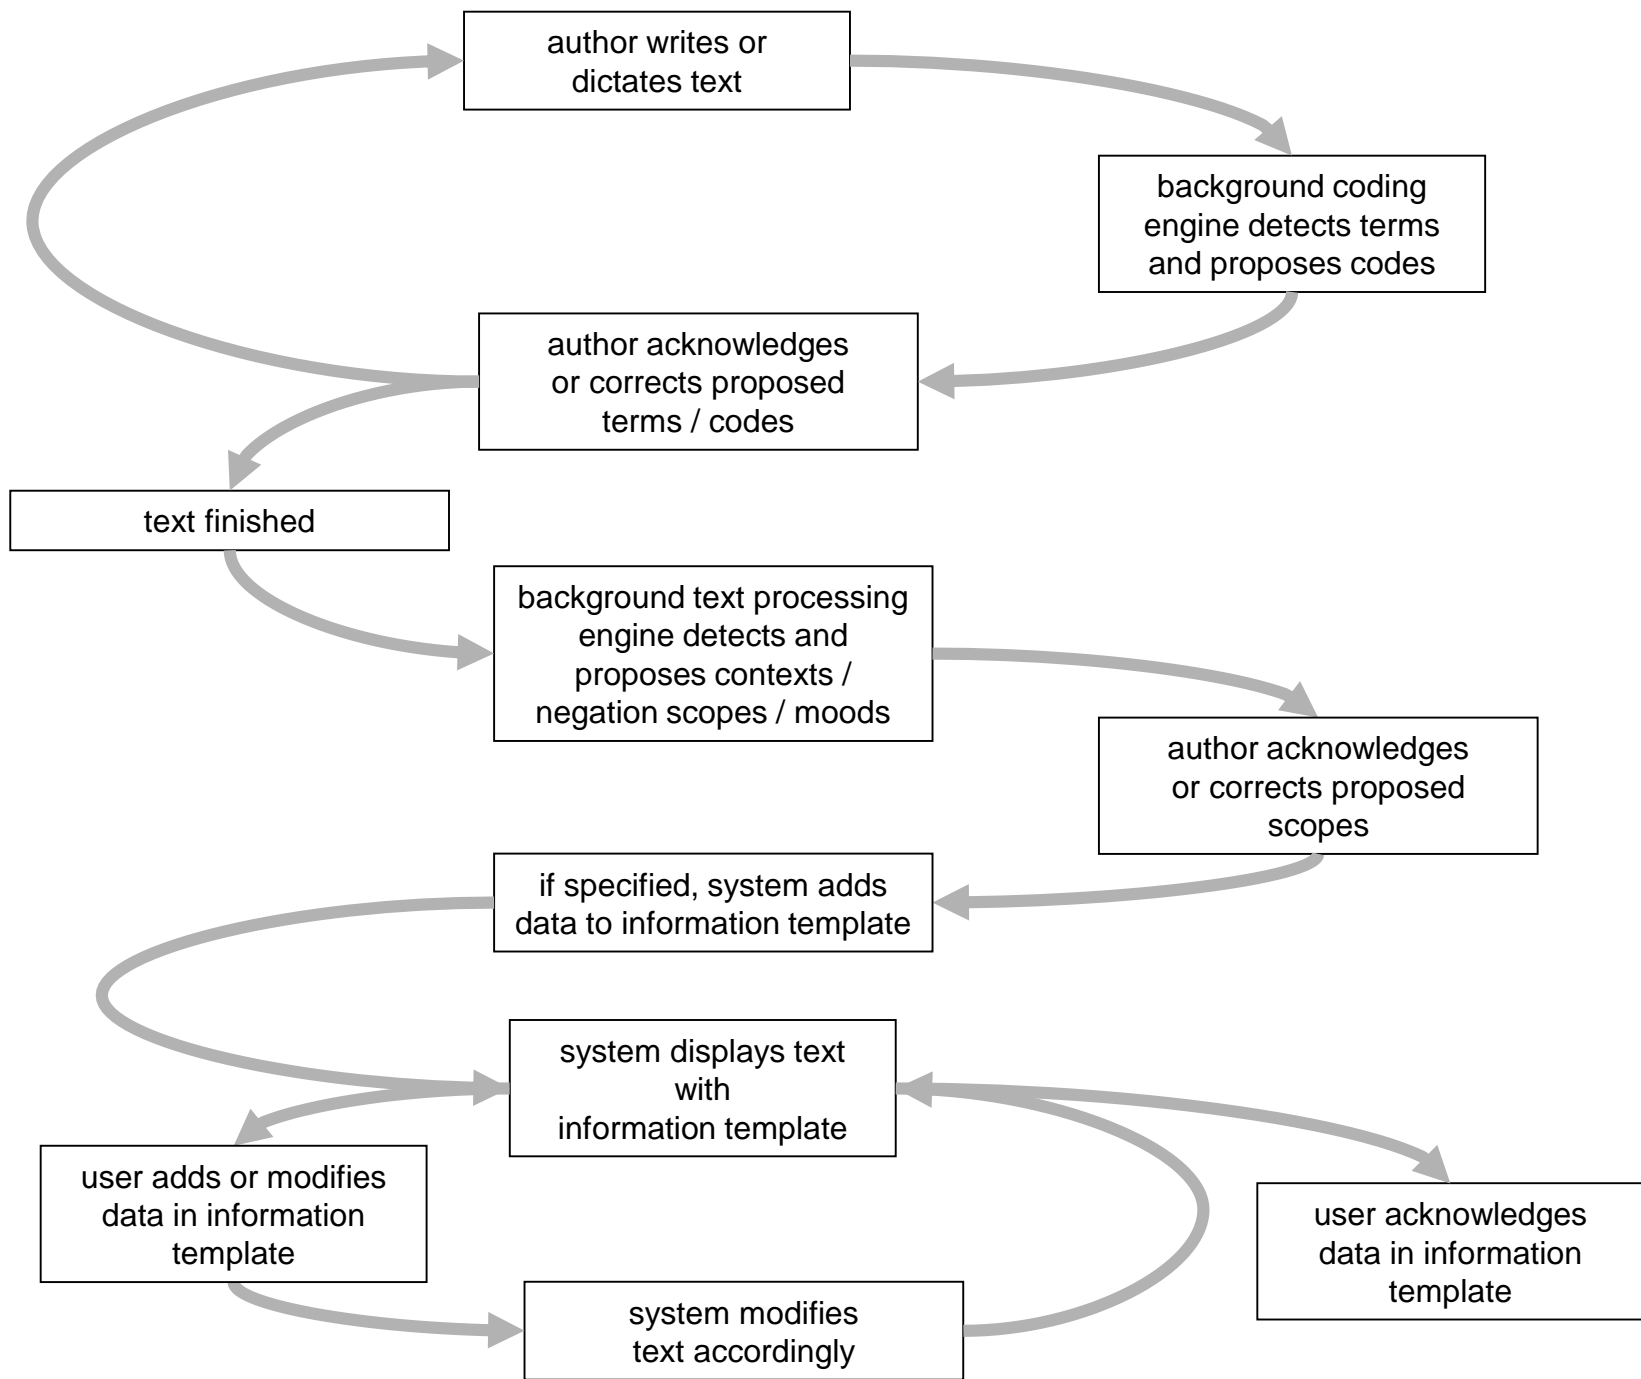 author writes or
dictates text
background coding
engine detects terms
and proposes codes
author acknowledges
or corrects proposed
terms / codes
text finished
background text processing
engine detects and
proposes contexts /
negation scopes / moods
author acknowledges
or corrects proposed
scopes
if specified, system adds
data to information template
system displays text
with
information template
user adds or modifies
data in information
template
user acknowledges
data in information
template
system modifies
text accordingly